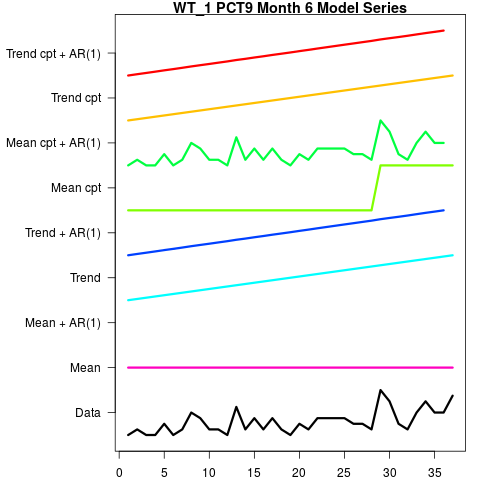 WT_1 PCT9 Month 6 Model Series
Trend cpt + AR(1)
Trend cpt
Mean cpt + AR(1)
Mean cpt
Trend + AR(1)
Trend
Mean + AR(1)
Mean
Data
0 5 10 15 20 25 30 35